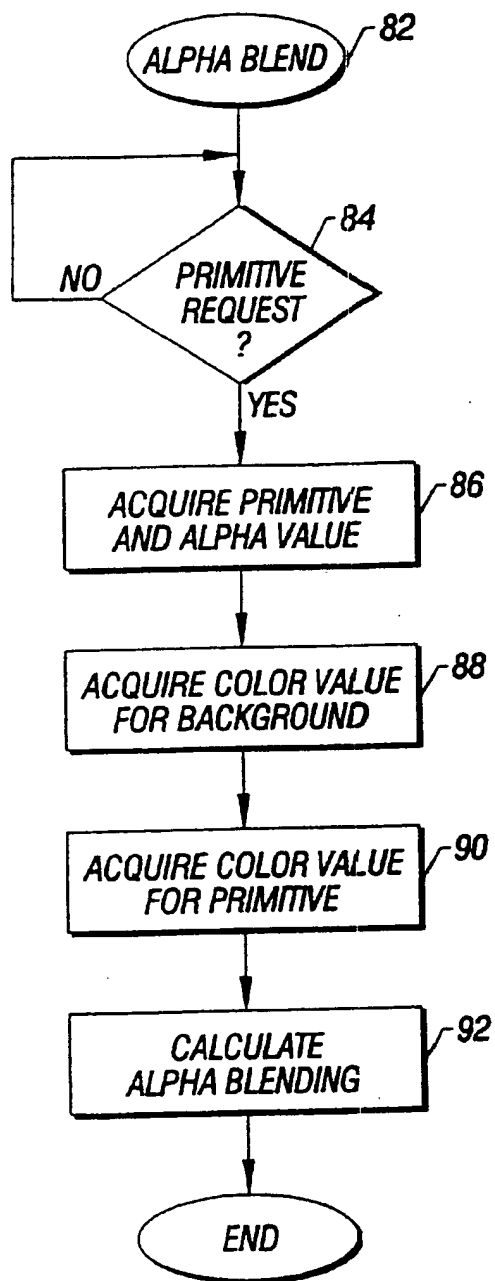 ALPHA BLEND
82
84
PRIMITIVE
REQUEST
?
NO
YES
ACQUIRE PRIMITIVE
AND ALPHA VALUE
86
ACQUIRE COLOR VALUE
FOR BACKGROUND
88
ACQUIRE COLOR VALUE
FOR PRIMITIVE
90
CALCULATE
ALPHA BLENDING
92
END